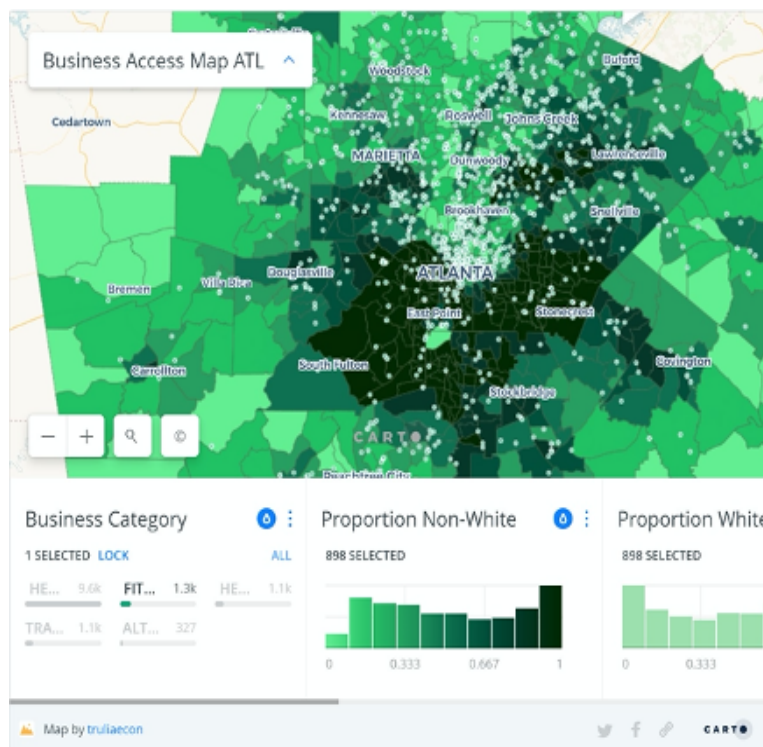 Business Access Map ATL
Woodstock
Buford
Cedartown
Kennesaw
Roswell
Johns Creek
MARIETTA
Dunwoody
Lawrenceville
Brookhaven
Snellville
Douglasville
ATLANTA
Bremen
Villa Rica
East Point
Stonecrest
South Fulton
Covington
Carrollton
Stockbridge
CARTO
Peachtree City
Business Category
1 SELECTED LOCK ALL
HE... 9.6k FIT... 1.3k HE... 1.1k
TRA... 1.1k ALT... 327
Proportion Non-White
898 SELECTED
0 0.333 0.667 1
Proportion White
898 SELECTED
0 0.333
Map by truliaecon
CARTO